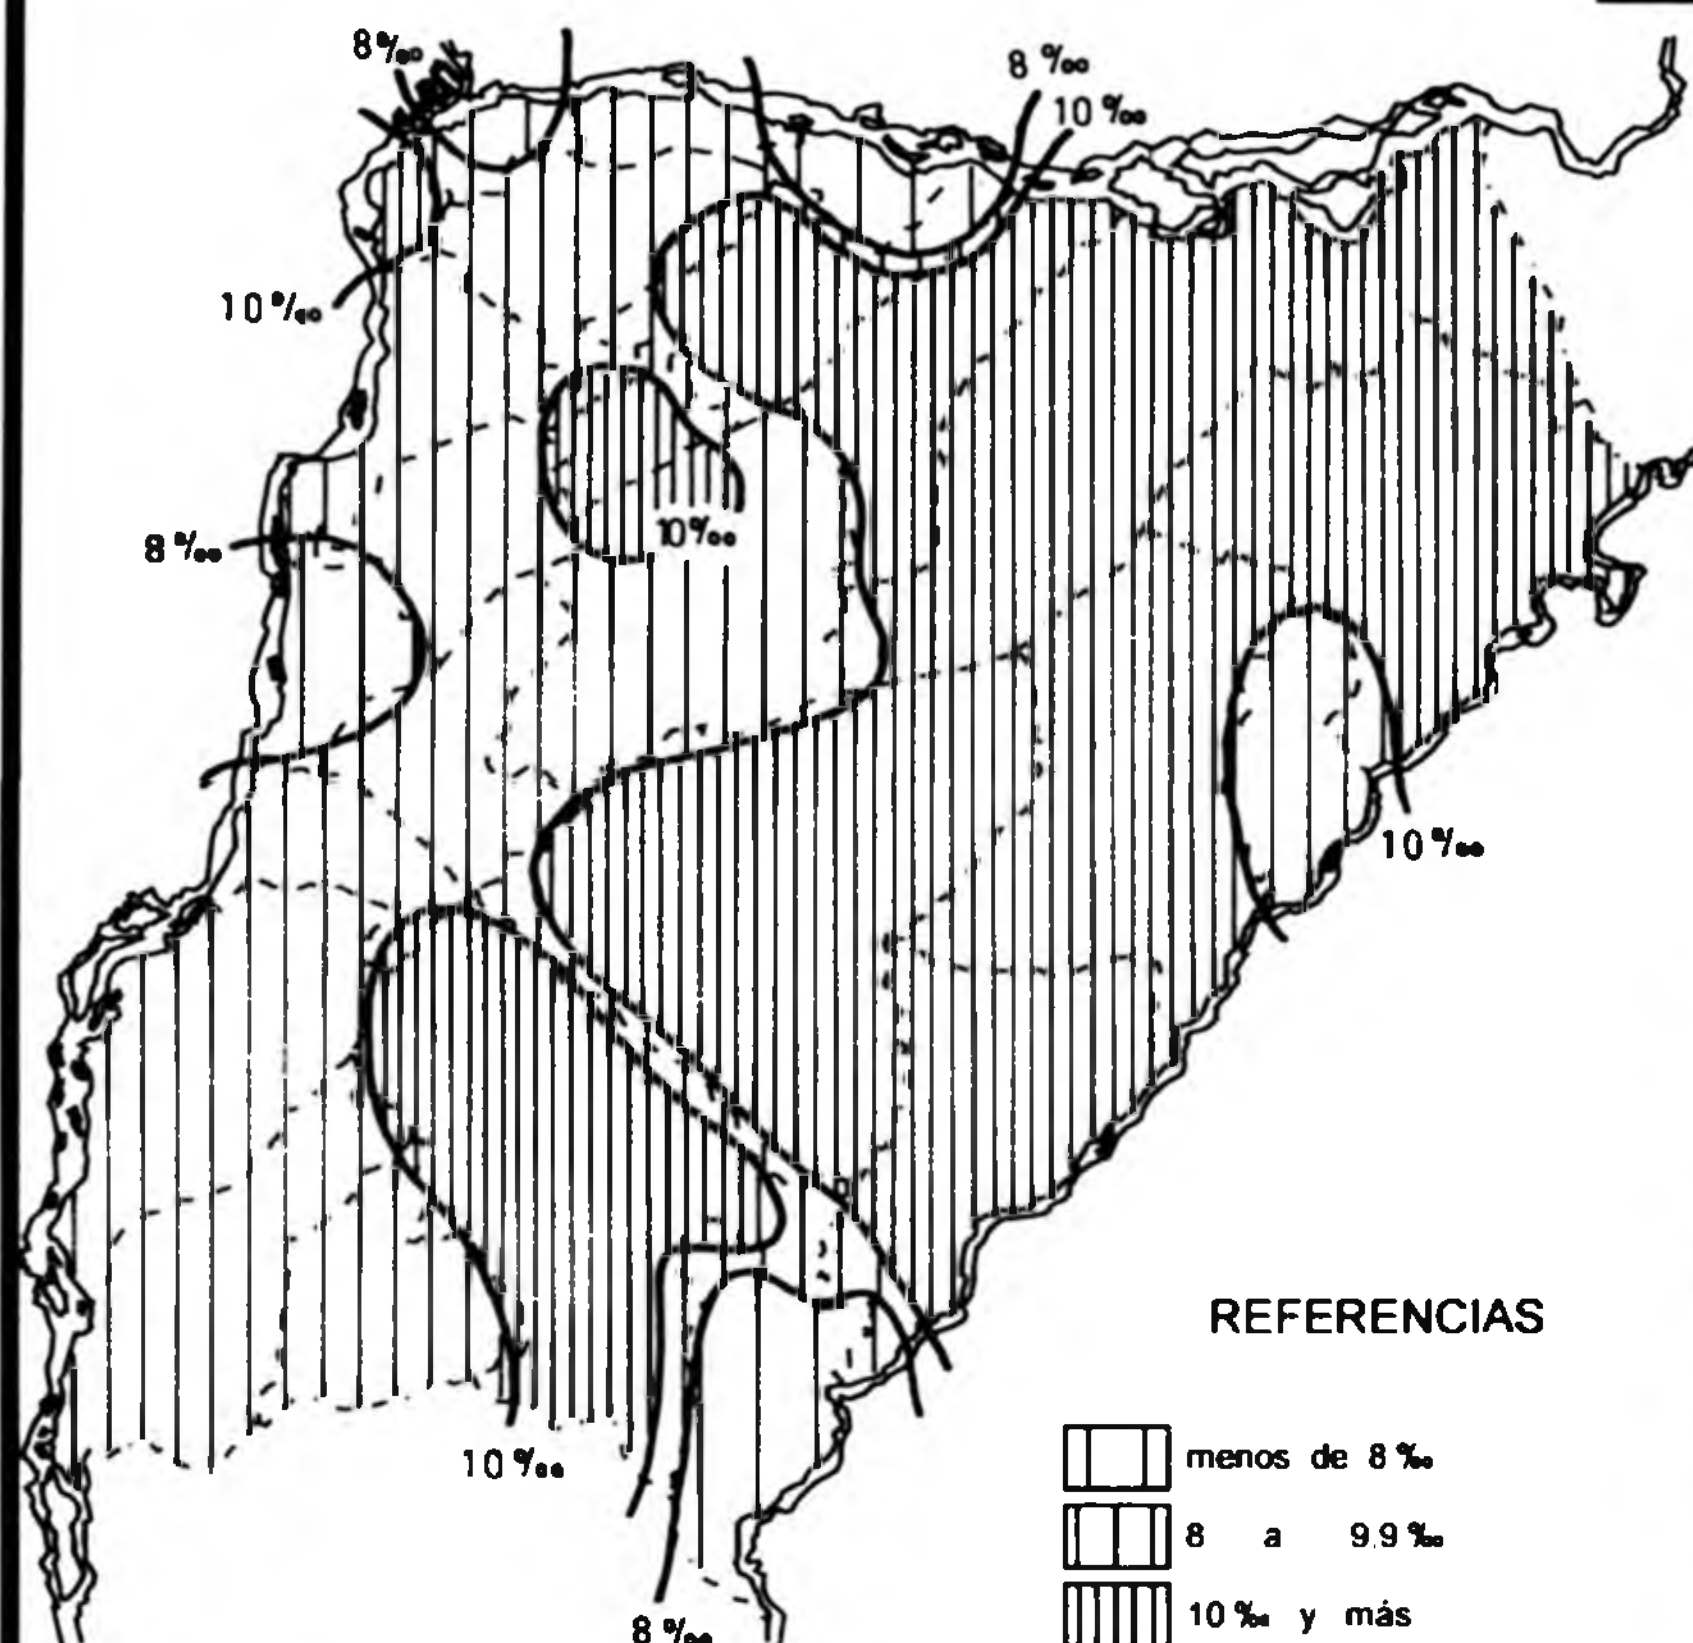 8 ‰
8 ‰
10 ‰
10 ‰
8 ‰
10 ‰
10 ‰
10 ‰
8 ‰
REFERENCIAS
menos de 8 ‰
8 a 9.9 ‰
10 ‰ y más